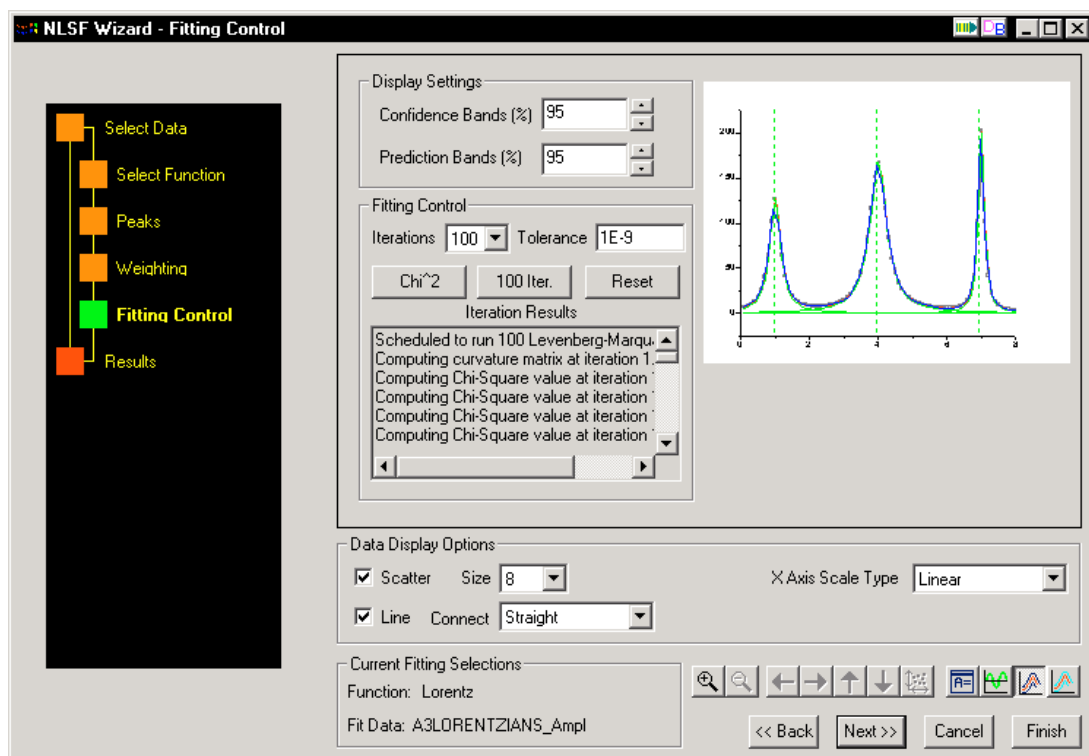 NLSF Wizard - Fitting Control
Select Data
Select Function
Peaks
Weighting
Fitting Control
Results
Display Settings
Confidence Bands (%) 95
Prediction Bands (%) 95
Fitting Control
Iterations 100 Tolerance 1E-9
Chi^2 100 Iter. Reset
Iteration Results
Scheduled to run 100 Levenberg-Marqu
Computing curvature matrix at iteration 1.
Computing Chi-Square value at iteration
Computing Chi-Square value at iteration
Computing Chi-Square value at iteration
Computing Chi-Square value at iteration
200
150
100
50
0
0 2 4 6 8
Data Display Options
Scatter Size 8 X Axis Scale Type Linear
Line Connect Straight
Current Fitting Selections
Function: Lorentz
Fit Data: A3LORENTZIANS_Ampl
A=
<< Back Next >> Cancel Finish